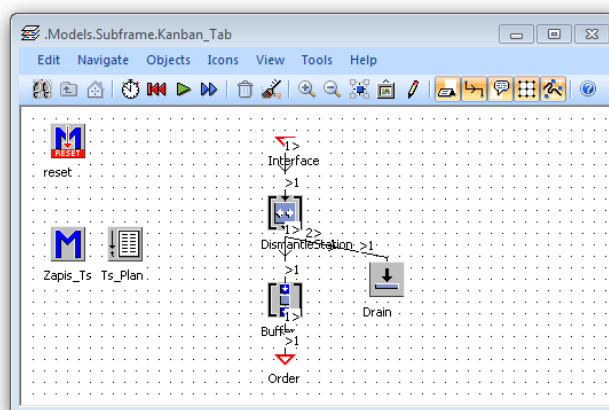 .Models.Subframe.Kanban_Tab
Edit Navigate Objects Icons View Tools Help
M
RESET
reset
1>
Interface
>1
M
Zapis_Ts
Ts_Plan
1>
2>
DismantleStation
>1
>1
Drain
1>
Buffer
>1
Order